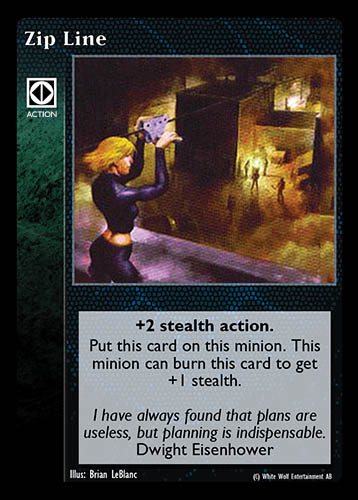 Zip Line
ACTION
+2 stealth action.
Put this card on this minion. This
minion can burn this card to get
+1 stealth.
I have always found that plans are
useless, but planning is indispensable.
Dwight Eisenhower
Illus: Brian LeBlanc
(C) White Wolf Entertainment AB